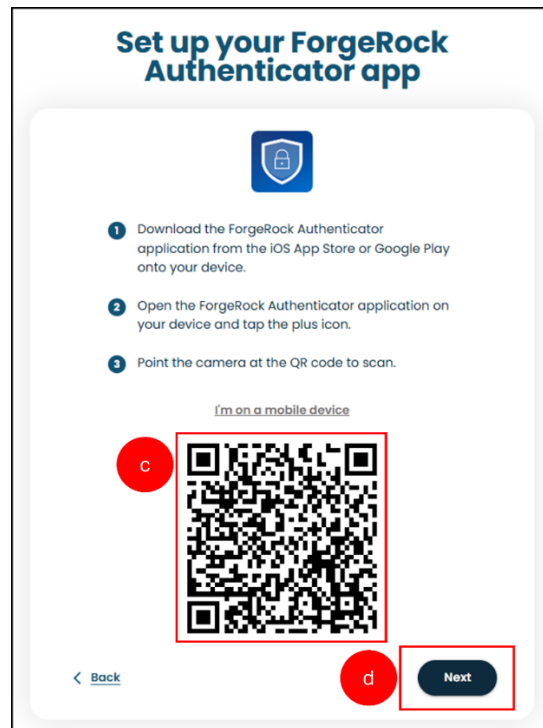 Set up your ForgeRock
Authenticator app
1 Download the ForgeRock Authenticator
application from the iOS App Store or Google Play
onto your device.
2 Open the ForgeRock Authenticator application on
your device and tap the plus icon.
3 Point the camera at the QR code to scan.
I'm on a mobile device
c
Back
d
Next